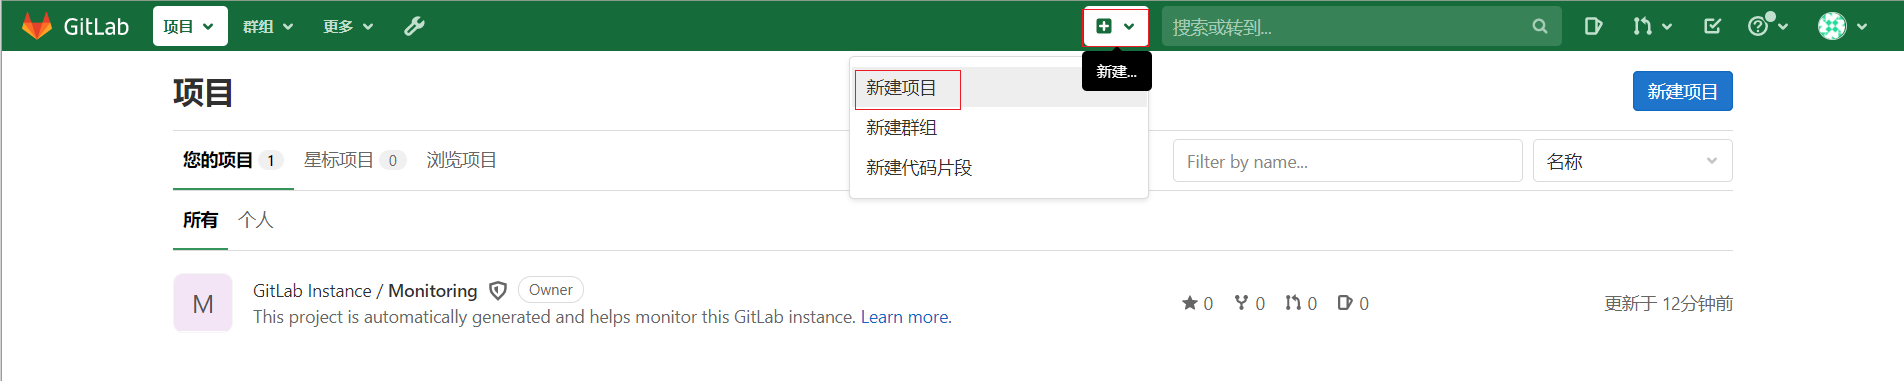 GitLab 项目 群组 更多 搜索或转到...
新建...
项目 新建项目
新建项目
新建群组
新建代码片段
您的项目 1 星标项目 0 浏览项目 Filter by name... 名称
所有 个人
M GitLab Instance / Monitoring Owner 0 0 0 0 更新于 12分钟前
This project is automatically generated and helps monitor this GitLab instance. Learn more.